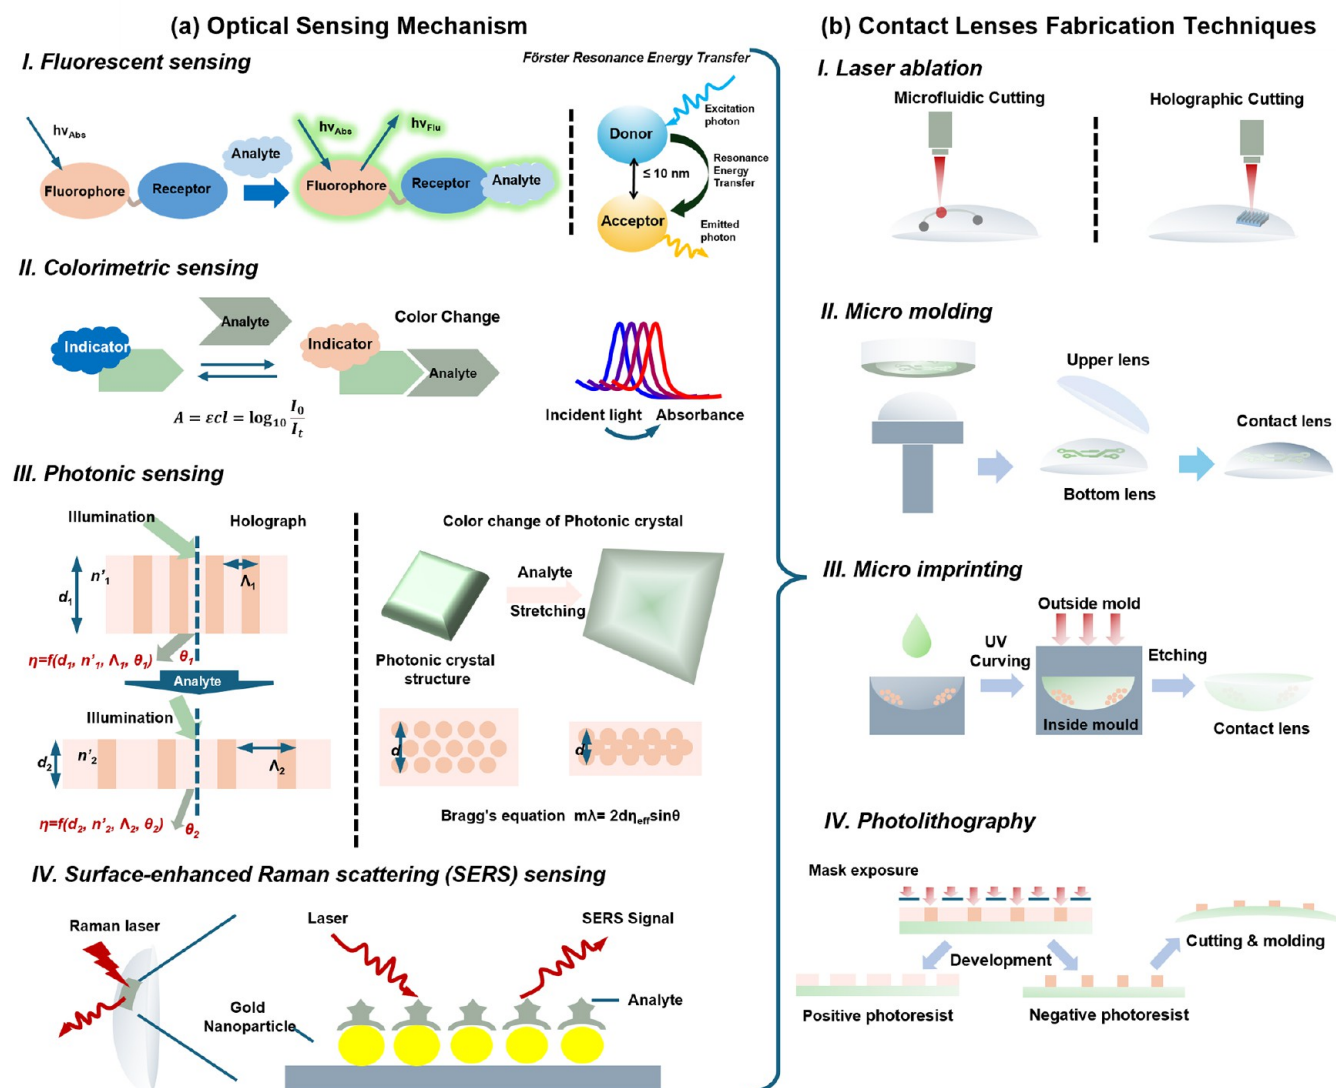 (a) Optical Sensing Mechanism
I. Fluorescent sensing
Förster Resonance Energy Transfer
hνAbs
Analyte
Fluorophore
Receptor
hνAbs
hνFlu
Fluorophore
Receptor
Analyte
Donor
Excitation
photon
Resonance
Energy
Transfer
≤ 10 nm
Acceptor
Emitted
photon
II. Colorimetric sensing
Indicator
Analyte
Color Change
Indicator
Analyte
A = εcl = log₁₀ I₀/Iₜ
Incident light
Absorbance
III. Photonic sensing
Illumination
Holograph
n'₁
d₁
Λ₁
η=f(d₁, n'₁, Λ₁, θ₁)
θ₁
Analyte
Illumination
d₂
n'₂
Λ₂
η=f(d₂, n'₂, Λ₂, θ₂)
θ₂
Color change of Photonic crystal
Analyte
Stretching
Photonic crystal
structure
d
d
Bragg's equation mλ= 2dηeffsinθ
IV. Surface-enhanced Raman scattering (SERS) sensing
Raman laser
Laser
SERS Signal
Gold
Nanoparticle
Analyte
(b) Contact Lenses Fabrication Techniques
I. Laser ablation
Microfluidic Cutting
Holographic Cutting
II. Micro molding
Upper lens
Bottom lens
Contact lens
III. Micro imprinting
UV
Curving
Outside mold
Inside mould
Etching
Contact lens
IV. Photolithography
Mask exposure
Development
Positive photoresist
Negative photoresist
Cutting & molding